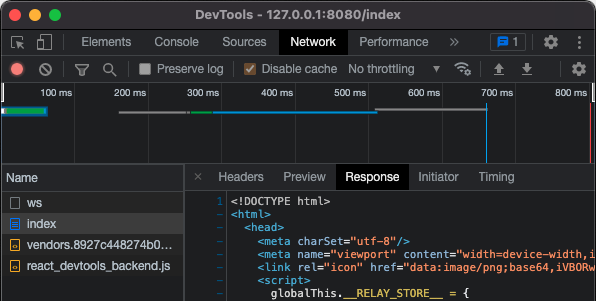 DevTools - 127.0.0.1:8080/index
Elements Console Sources Network Performance » 1
Preserve log Disable cache No throttling
100 ms 200 ms 300 ms 400 ms 500 ms 600 ms 700 ms 800 ms
Name
ws
index
vendors.8927c448274b0…
react_devtools_backend.js
× Headers Preview Response Initiator Timing
1 <!DOCTYPE html>
– <html>
– <head>
– <meta charSet="utf-8"/>
– <meta name="viewport" content="width=device-width,i
– <link rel="icon" href="data:image/png;base64,iVBORw
– <script>
– globalThis.__RELAY_STORE__ = {